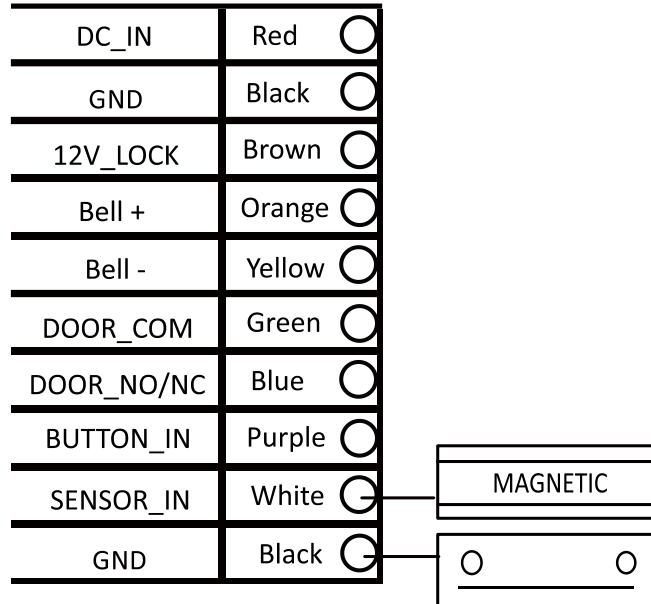 DC_IN Red
GND Black
12V_LOCK Brown
Bell + Orange
Bell - Yellow
DOOR_COM Green
DOOR_NO/NC Blue
BUTTON_IN Purple
SENSOR_IN White MAGNETIC
GND Black